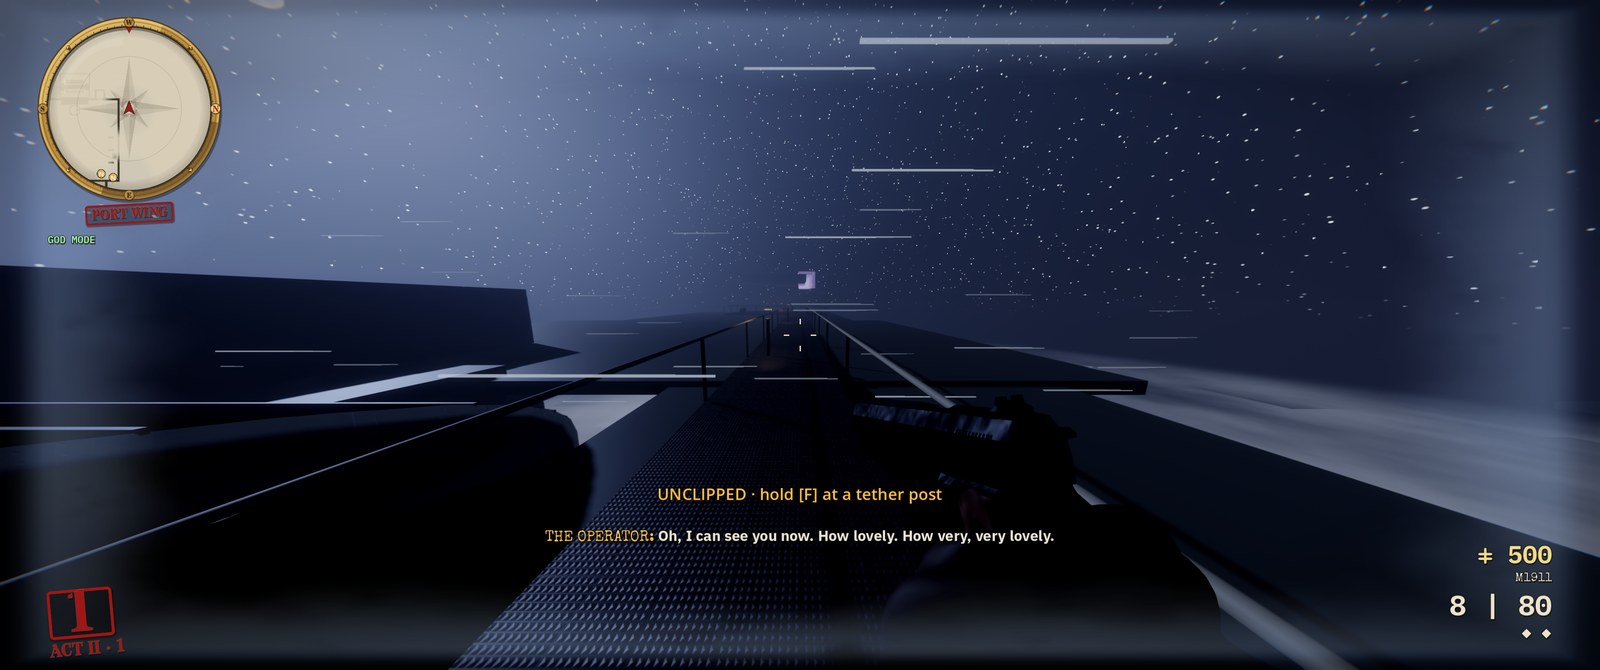 W
S
N
E
PORT WING
GOD MODE
UNCLIPPED · hold [F] at a tether post
THE OPERATOR: Oh, I can see you now. How lovely. How very, very lovely.
ǂ 500
M1911
8 | 80
1
ACT II - 1